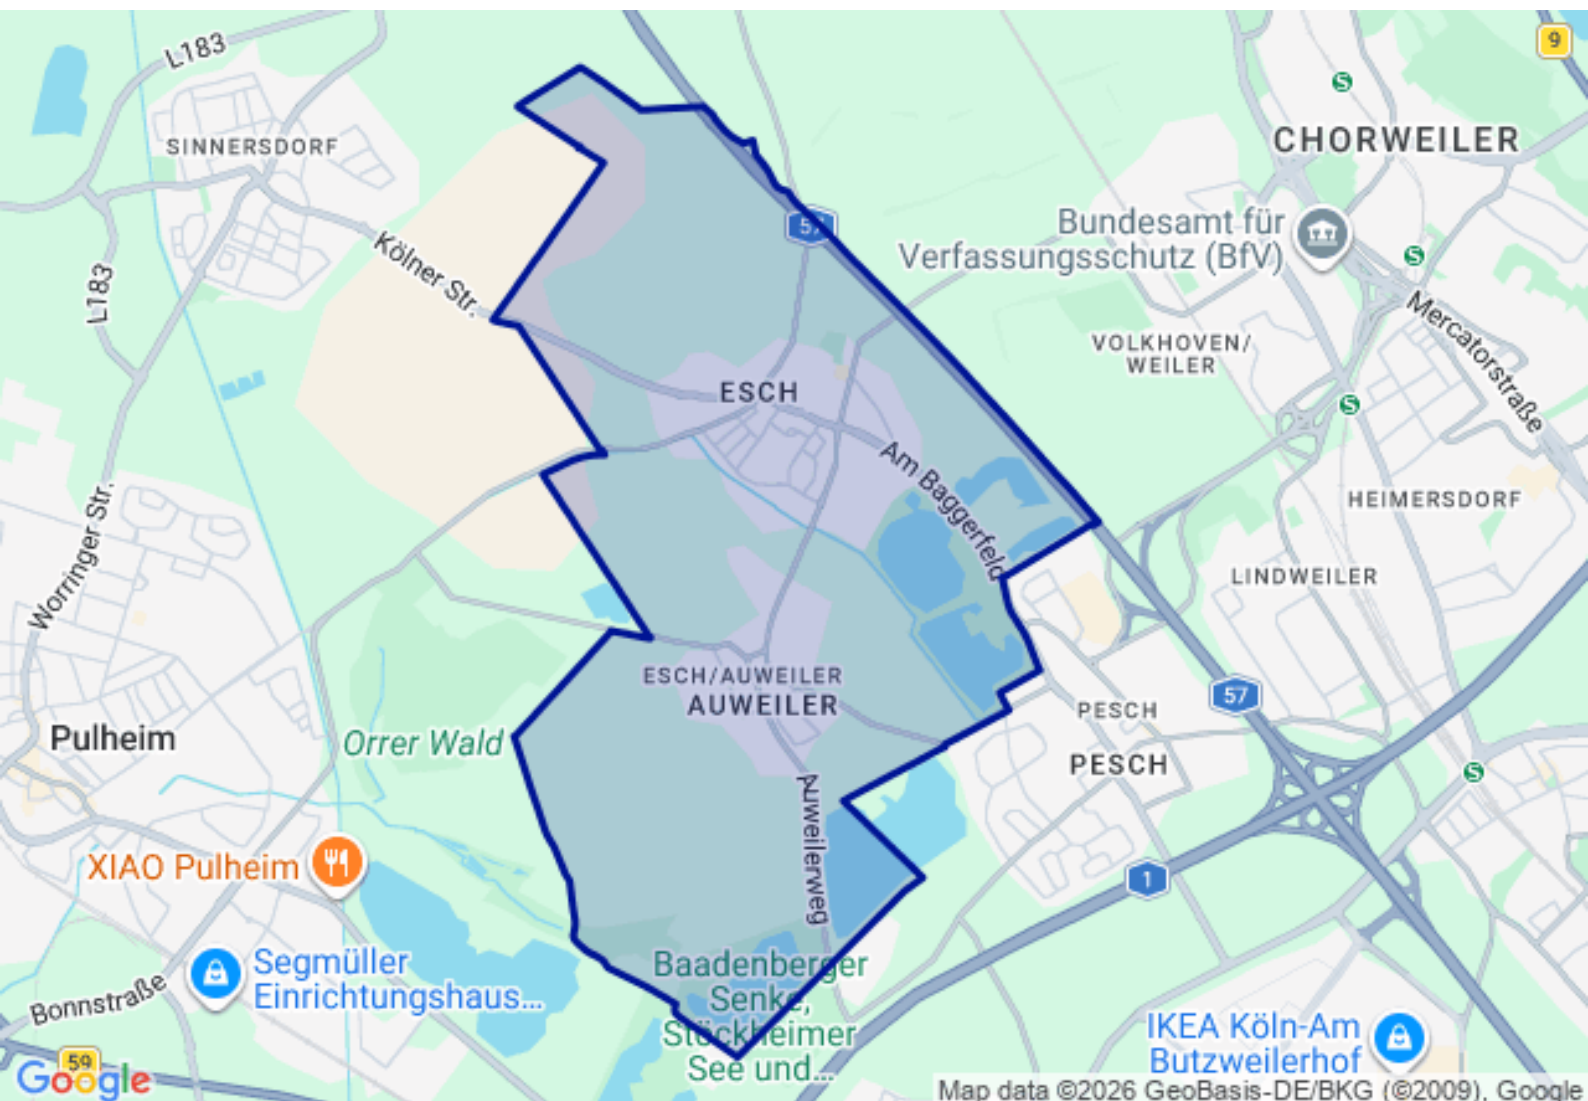 L183
9
SINNERSDORF
CHORWEILER
57
Bundesamt für
Verfassungsschutz (BfV)
Kölner Str.
L183
Mercatorstraße
VOLKHOVEN/
WEILER
ESCH
Am Baggerfeld
HEIMERSDORF
Worringer Str.
LINDWEILER
ESCH/AUWEILER
AUWEILER
57
PESCH
PESCH
Pulheim
Orrer Wald
Auweilerweg
XIAO Pulheim
1
Segmüller
Einrichtungshaus...
Baadenberger
Senke,
Stöckheimer
See und...
Bonnstraße
IKEA Köln-Am
Butzweilerhof
59
Google
Map data ©2026 GeoBasis-DE/BKG (©2009), Google
S
S
S
S